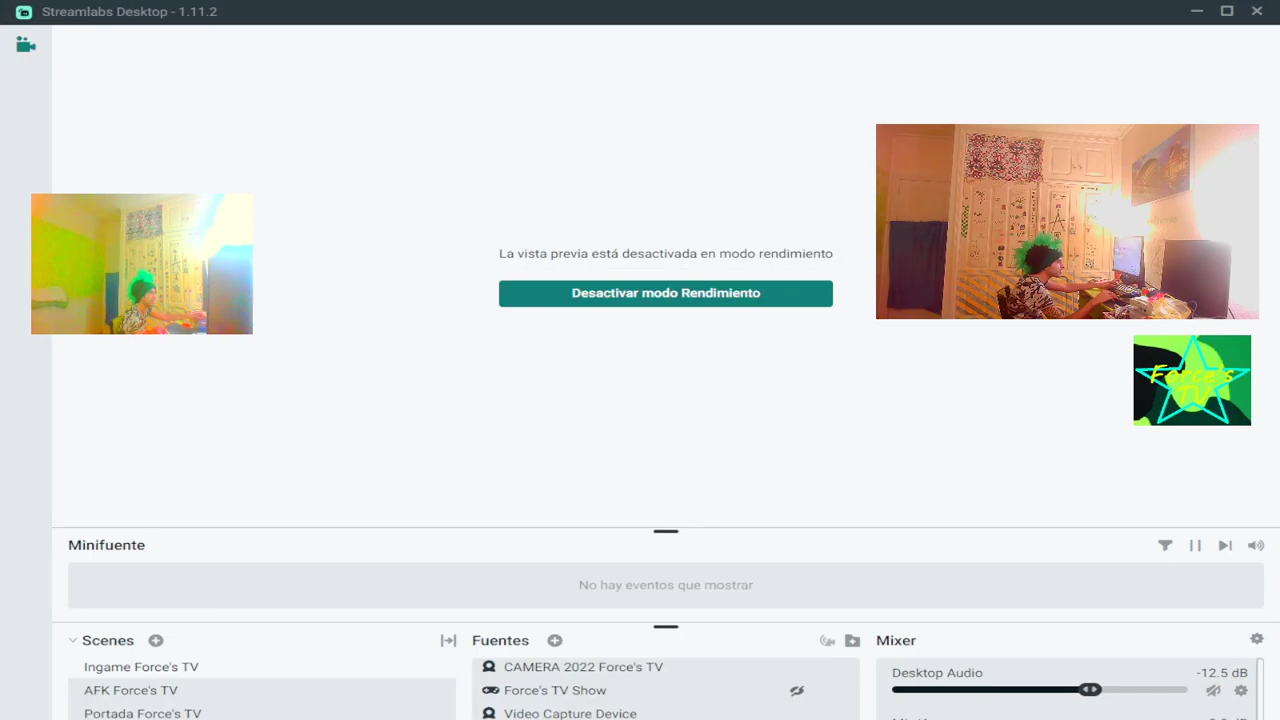 Streamlabs Desktop - 1.11.2
La vista previa está desactivada en modo rendimiento
Desactivar modo Rendimiento
Force's
TV
Minifuente
No hay eventos que mostrar
Scenes
Ingame Force's TV
AFK Force's TV
Portada Force's TV
Fuentes
CAMERA 2022 Force's TV
Force's TV Show
Video Capture Device
Mixer
Desktop Audio
-12.5 dB